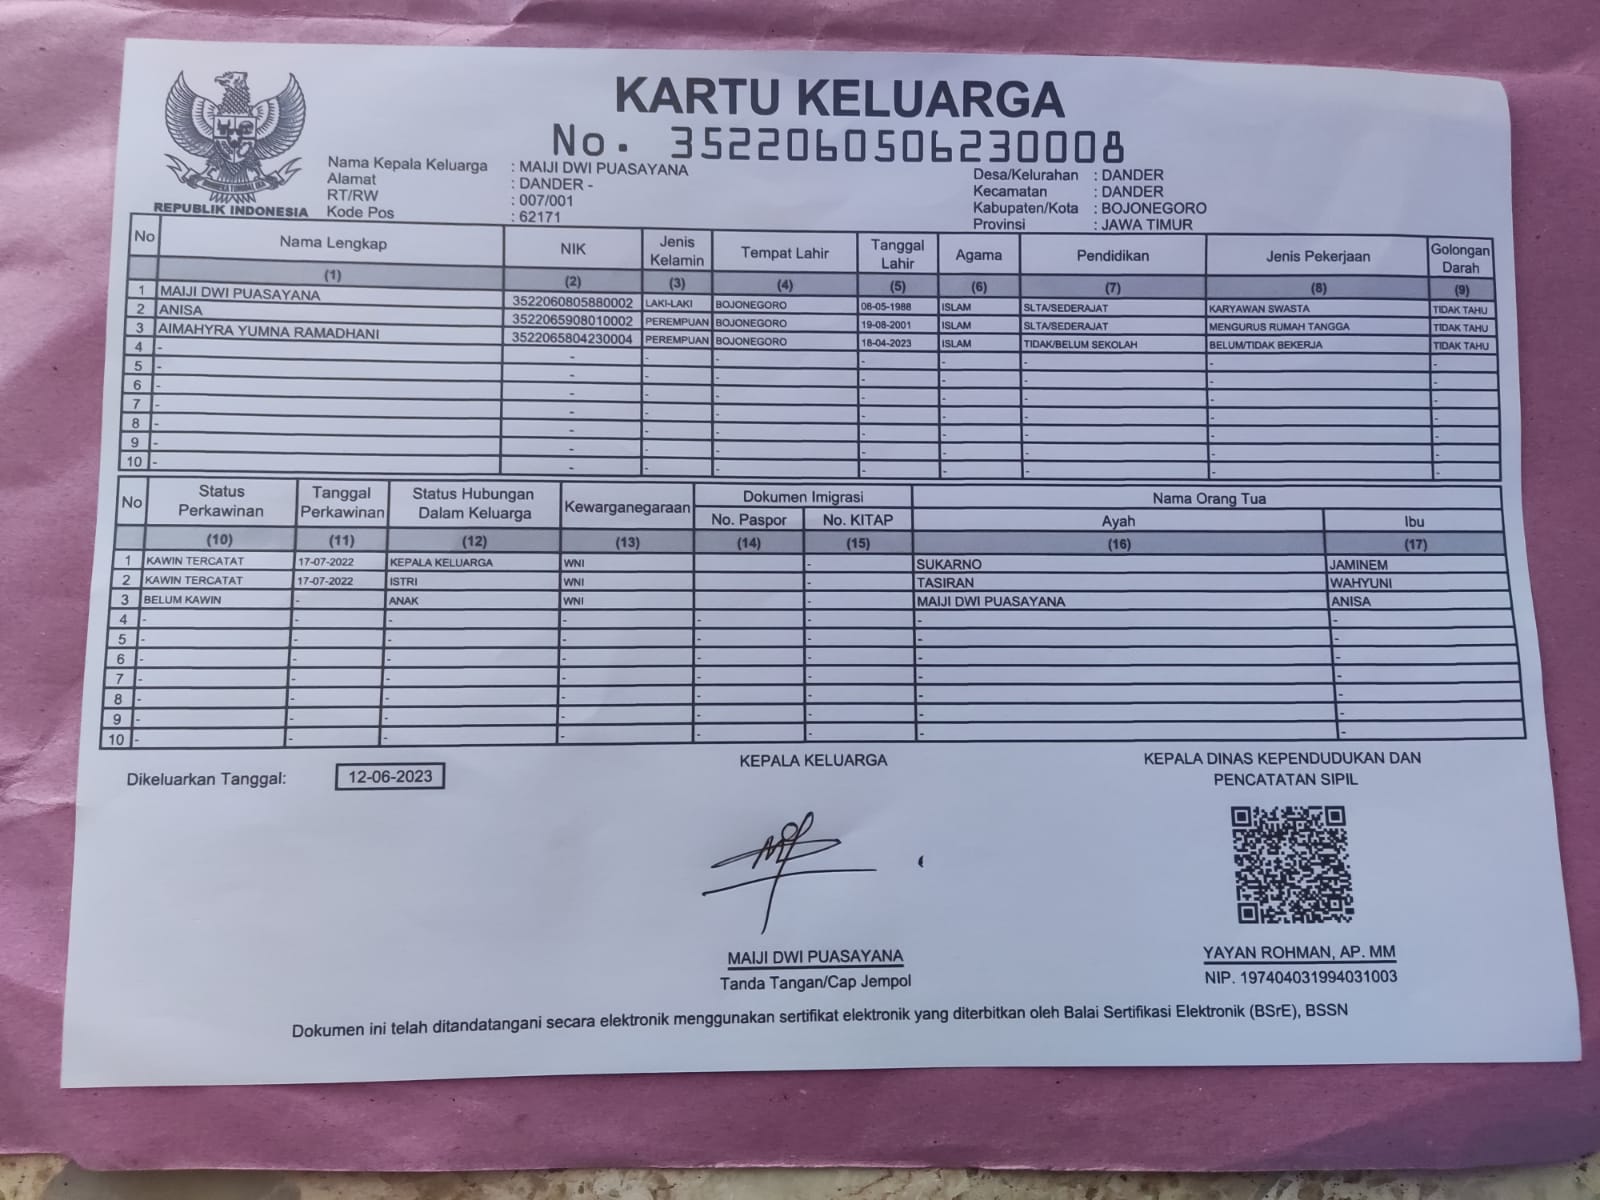 KARTU KELUARGA
No. 3522060506230008
Nama Kepala Keluarga : MAIJI DWI PUASAYANA
Alamat : DANDER -
RT/RW : 007/001
Kode Pos : 62171
Desa/Kelurahan : DANDER
Kecamatan : DANDER
Kabupaten/Kota : BOJONEGORO
Provinsi : JAWA TIMUR
REPUBLIK INDONESIA
No Nama Lengkap NIK Jenis Kelamin Tempat Lahir Tanggal Lahir Agama Pendidikan Jenis Pekerjaan Golongan Darah
(1) (2) (3) (4) (5) (6) (7) (8) (9)
1 MAIJI DWI PUASAYANA 3522060805880002 LAKI-LAKI BOJONEGORO 08-05-1988 ISLAM SLTA/SEDERAJAT KARYAWAN SWASTA TIDAK TAHU
2 ANISA 3522065908010002 PEREMPUAN BOJONEGORO 19-08-2001 ISLAM SLTA/SEDERAJAT MENGURUS RUMAH TANGGA TIDAK TAHU
3 AIMAHYRA YUMNA RAMADHANI 3522065804230004 PEREMPUAN BOJONEGORO 18-04-2023 ISLAM TIDAK/BELUM SEKOLAH BELUM/TIDAK BEKERJA TIDAK TAHU
4 - - - - - - - - -
5 - - - - - - - - -
6 - - - - - - - - -
7 - - - - - - - - -
8 - - - - - - - - -
9 - - - - - - - - -
10 - - - - - - - - -
No Status Perkawinan Tanggal Perkawinan Status Hubungan Dalam Keluarga Kewarganegaraan Dokumen Imigrasi Nama Orang Tua
No. Paspor No. KITAP Ayah Ibu
(10) (11) (12) (13) (14) (15) (16) (17)
1 KAWIN TERCATAT 17-07-2022 KEPALA KELUARGA WNI - SUKARNO JAMINEM
2 KAWIN TERCATAT 17-07-2022 ISTRI WNI - TASIRAN WAHYUNI
3 BELUM KAWIN - ANAK WNI - MAIJI DWI PUASAYANA ANISA
4 - - - - - - - -
5 - - - - - - - -
6 - - - - - - - -
7 - - - - - - - -
8 - - - - - - - -
9 - - - - - - - -
10 - - - - - - - -
Dikeluarkan Tanggal: 12-06-2023
KEPALA KELUARGA
MAIJI DWI PUASAYANA
Tanda Tangan/Cap Jempol
KEPALA DINAS KEPENDUDUKAN DAN
PENCATATAN SIPIL
YAYAN ROHMAN, AP. MM
NIP. 197404031994031003
Dokumen ini telah ditandatangani secara elektronik menggunakan sertifikat elektronik yang diterbitkan oleh Balai Sertifikasi Elektronik (BSrE), BSSN